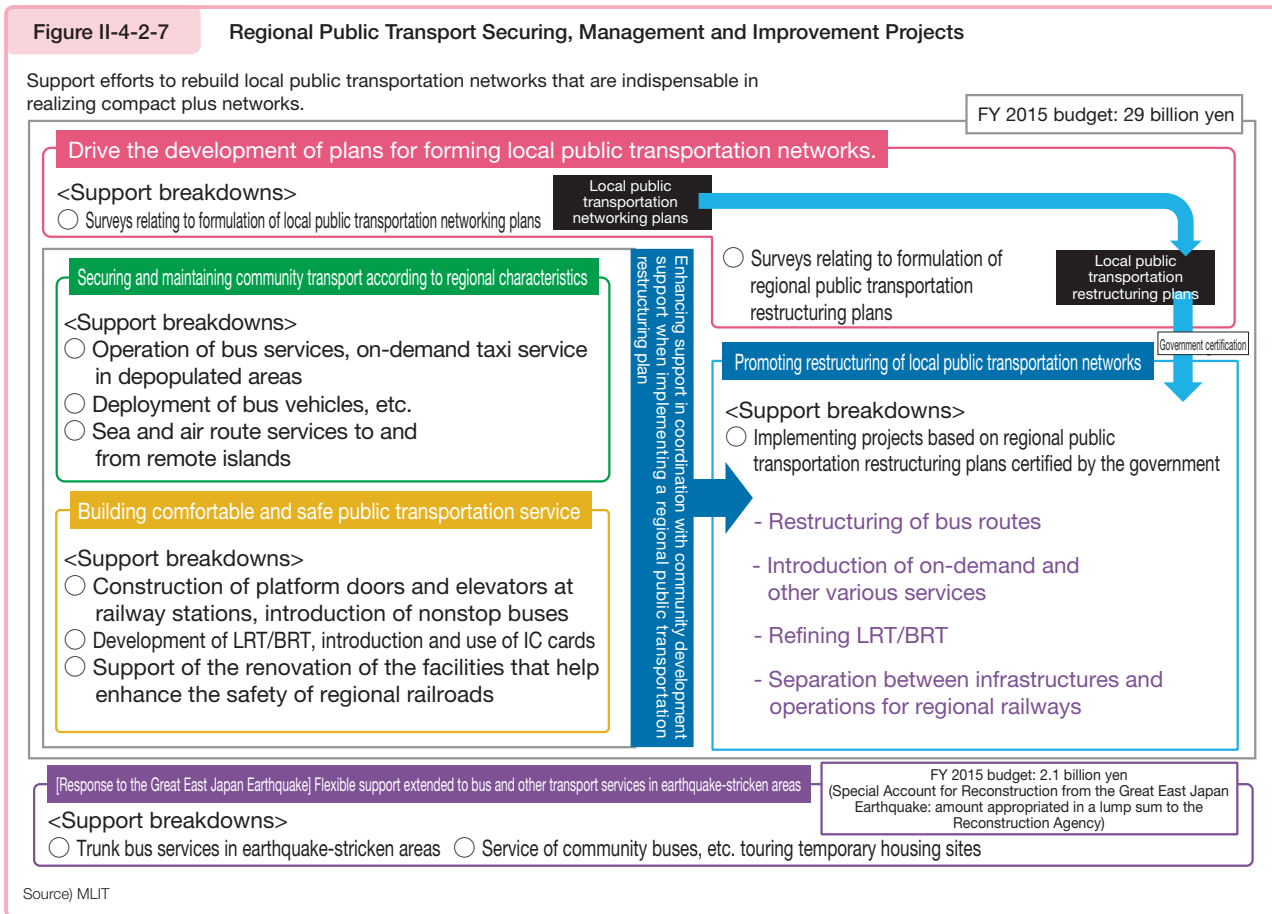 Figure II-4-2-7
Regional Public Transport Securing, Management and Improvement Projects
Support efforts to rebuild local public transportation networks that are indispensable in
realizing compact plus networks.
FY 2015 budget: 29 billion yen
Drive the development of plans for forming local public transportation networks.
<Support breakdowns>
○ Surveys relating to formulation of local public transportation networking plans
Local public
transportation
networking plans
○ Surveys relating to formulation of
regional public transportation
restructuring plans
Local public
transportation
restructuring plans
Government certification
Securing and maintaining community transport according to regional characteristics
<Support breakdowns>
○ Operation of bus services, on-demand taxi service
in depopulated areas
○ Deployment of bus vehicles, etc.
○ Sea and air route services to and
from remote islands
Building comfortable and safe public transportation service
<Support breakdowns>
○ Construction of platform doors and elevators at
railway stations, introduction of nonstop buses
○ Development of LRT/BRT, introduction and use of IC cards
○ Support of the renovation of the facilities that help
enhance the safety of regional railroads
Enhancing support in coordination with community development
support when implementing a regional public transportation
restructuring plan
Promoting restructuring of local public transportation networks
<Support breakdowns>
○ Implementing projects based on regional public
transportation restructuring plans certified by the government
- Restructuring of bus routes
- Introduction of on-demand and
other various services
- Refining LRT/BRT
- Separation between infrastructures and
operations for regional railways
[Response to the Great East Japan Earthquake] Flexible support extended to bus and other transport services in earthquake-stricken areas
FY 2015 budget: 2.1 billion yen
(Special Account for Reconstruction from the Great East Japan
Earthquake: amount appropriated in a lump sum to the
Reconstruction Agency)
<Support breakdowns>
○ Trunk bus services in earthquake-stricken areas ○ Service of community buses, etc. touring temporary housing sites
Source) MLIT